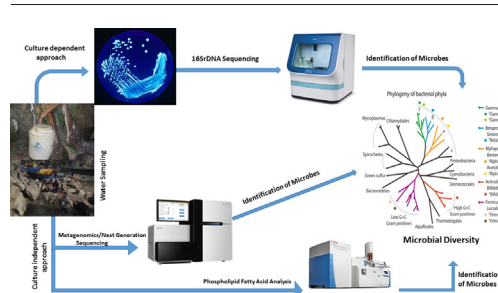 Culture dependent
approach
16SrDNA Sequencing
Identification of Microbes
Phylogeny of bacterial phyla
Mycoplasmas
Chlamydiales
Spirochetes
Green sulfur
Bacteroidetes
Low G+C
Gram positives
Aquificales
Thermotogales
High G+C
Gram positives
Deinococcales
Cyanobacteria
Proteobacteria
Microbial Diversity
Water Sampling
Identification of Microbes
Culture independent
approach
Metagenomics/Next Generation
Sequencing
Phospholipid Fatty Acid Analysis
Identification
of Microbes